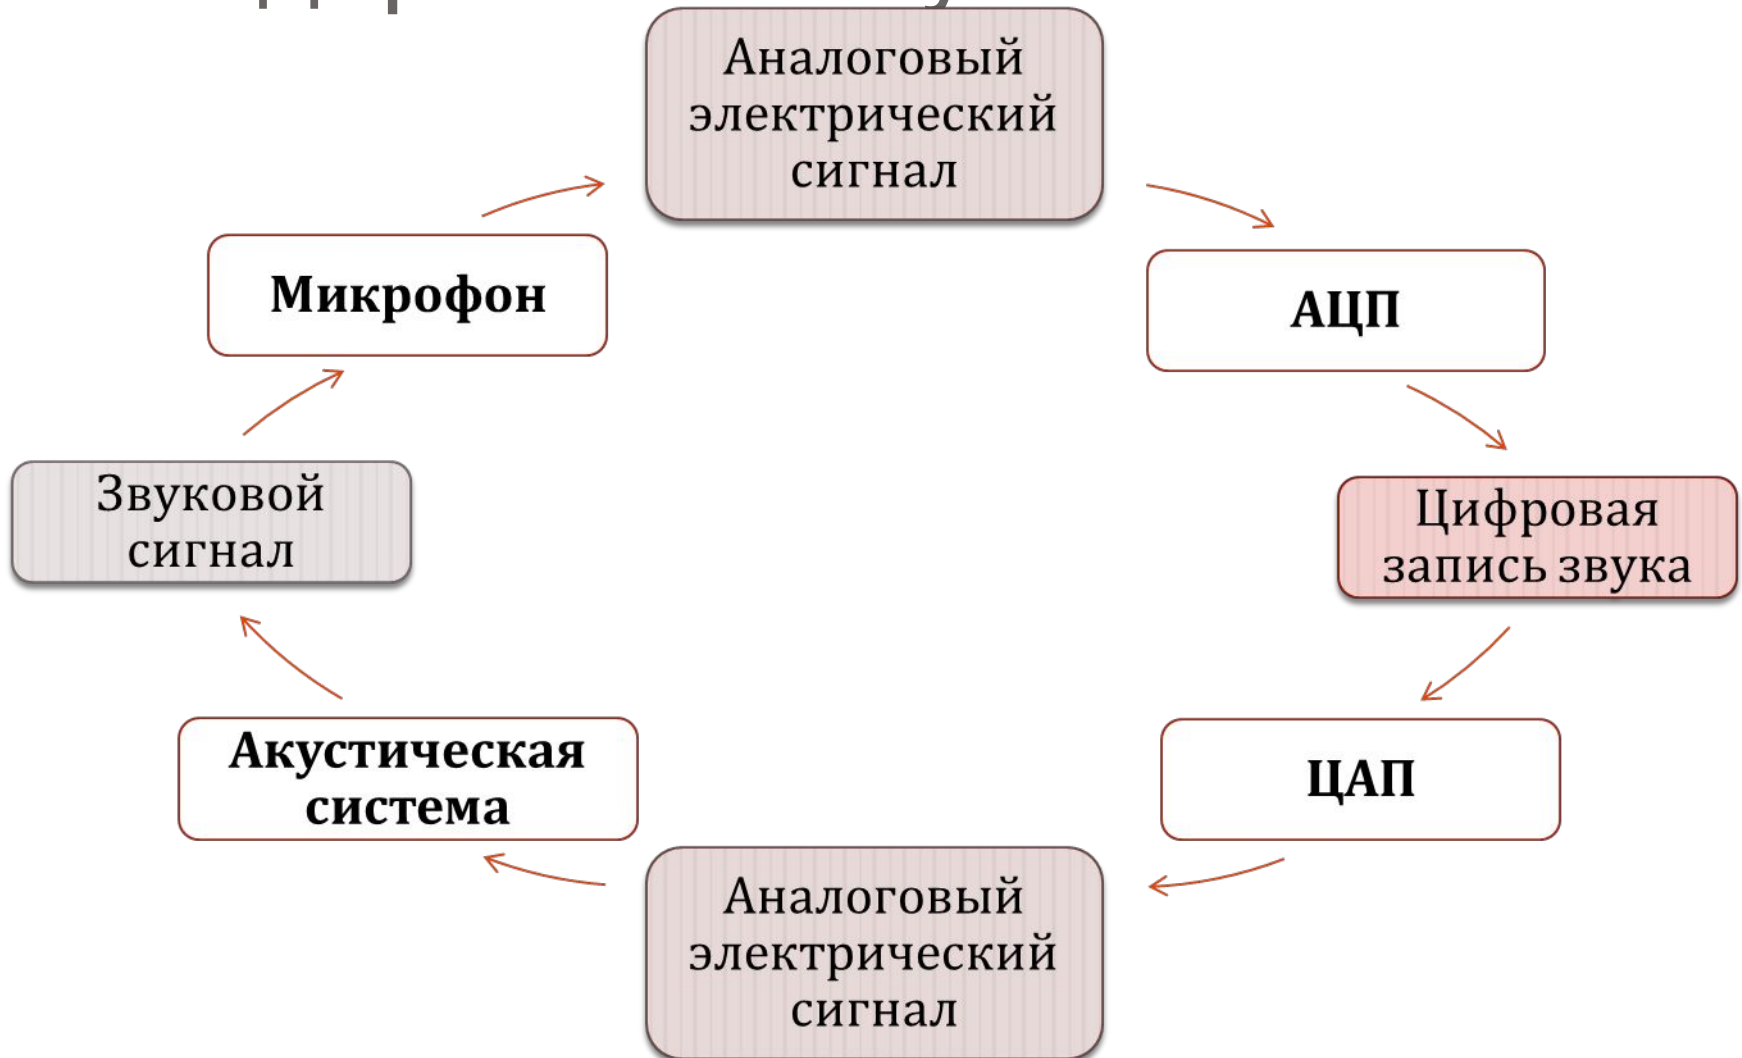 Аналоговый
электрический
сигнал
Микрофон
АЦП
Звуковой
сигнал
Цифровая
запись звука
Акустическая
система
ЦАП
Аналоговый
электрический
сигнал